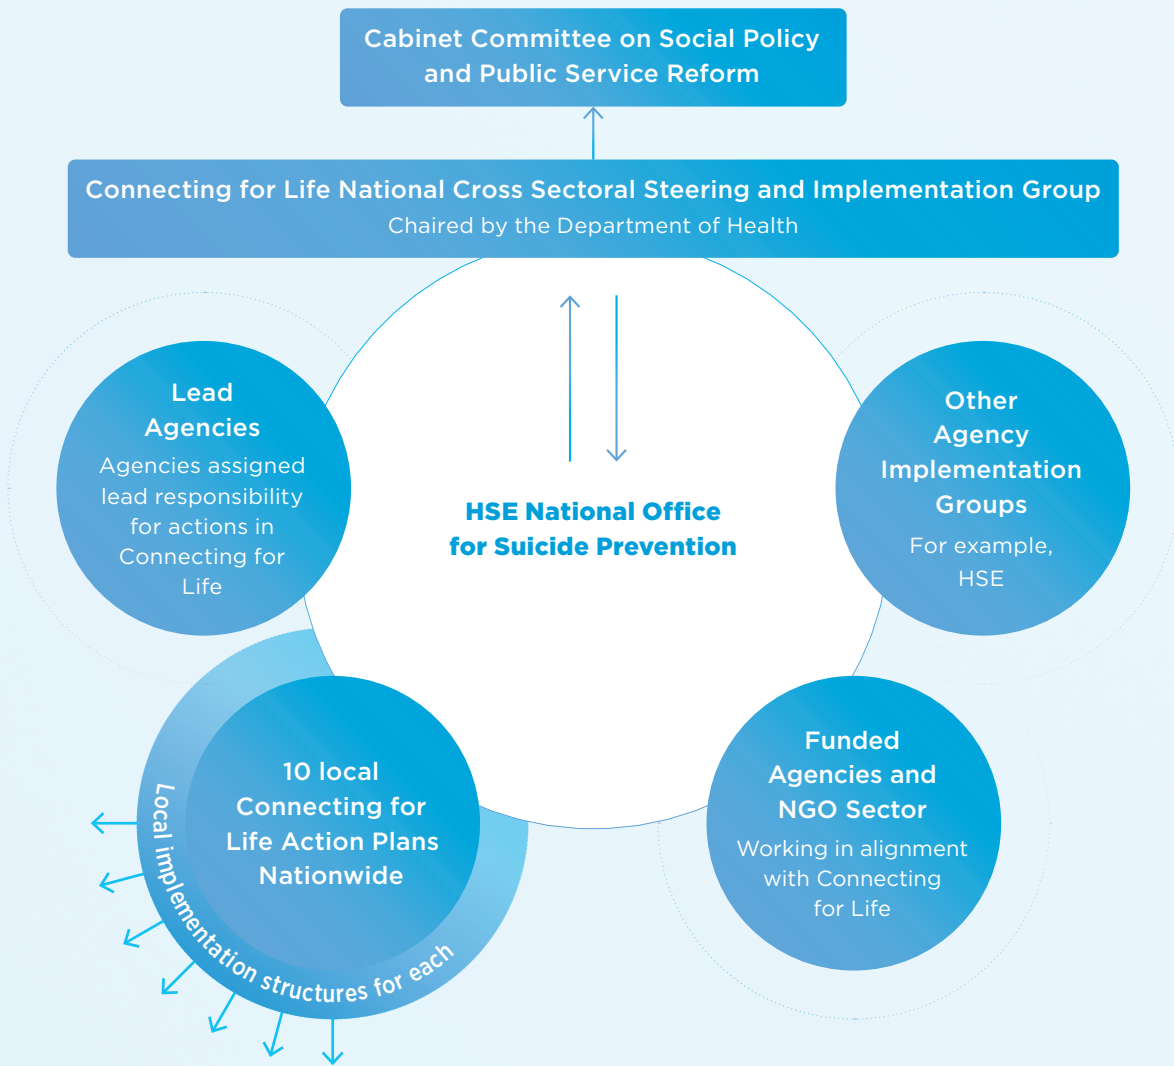 Cabinet Committee on Social Policy
and Public Service Reform
Connecting for Life National Cross Sectoral Steering and Implementation Group
Chaired by the Department of Health
Lead
Agencies
Agencies assigned
lead responsibility
for actions in
Connecting for
Life
Other
Agency
Implementation
Groups
For example,
HSE
HSE National Office
for Suicide Prevention
10 local
Connecting for
Life Action Plans
Nationwide
Local implementation structures for each
Funded
Agencies and
NGO Sector
Working in alignment
with Connecting
for Life